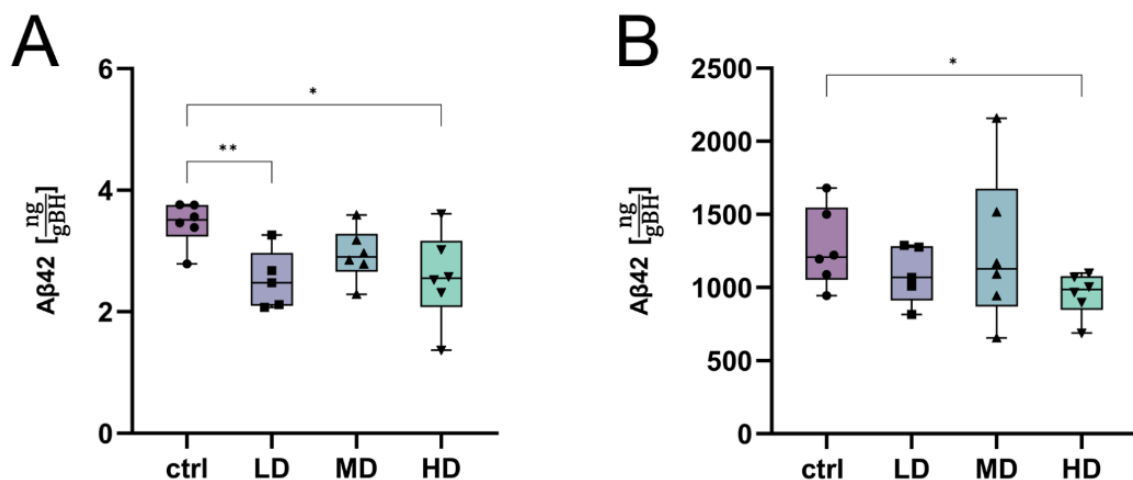 A
Aβ42 [ng/gBH]
6
4
2
0
*
**
ctrl LD MD HD
B
Aβ42 [ng/gBH]
2500
2000
1500
1000
500
0
*
ctrl LD MD HD